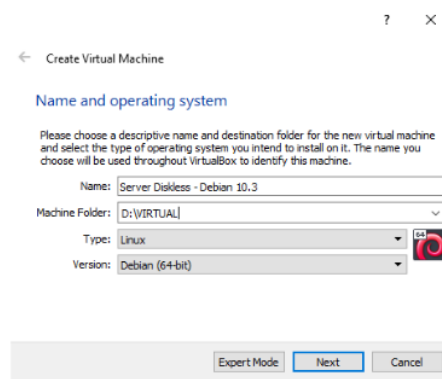 ?
×
← Create Virtual Machine
Name and operating system
Please choose a descriptive name and destination folder for the new virtual machine
and select the type of operating system you intend to install on it. The name you
choose will be used throughout VirtualBox to identify this machine.
Name: Server Diskless - Debian 10.3
Machine Folder: D:\VIRTUAL
Type: Linux
64
Version: Debian (64-bit)
Expert Mode Next Cancel